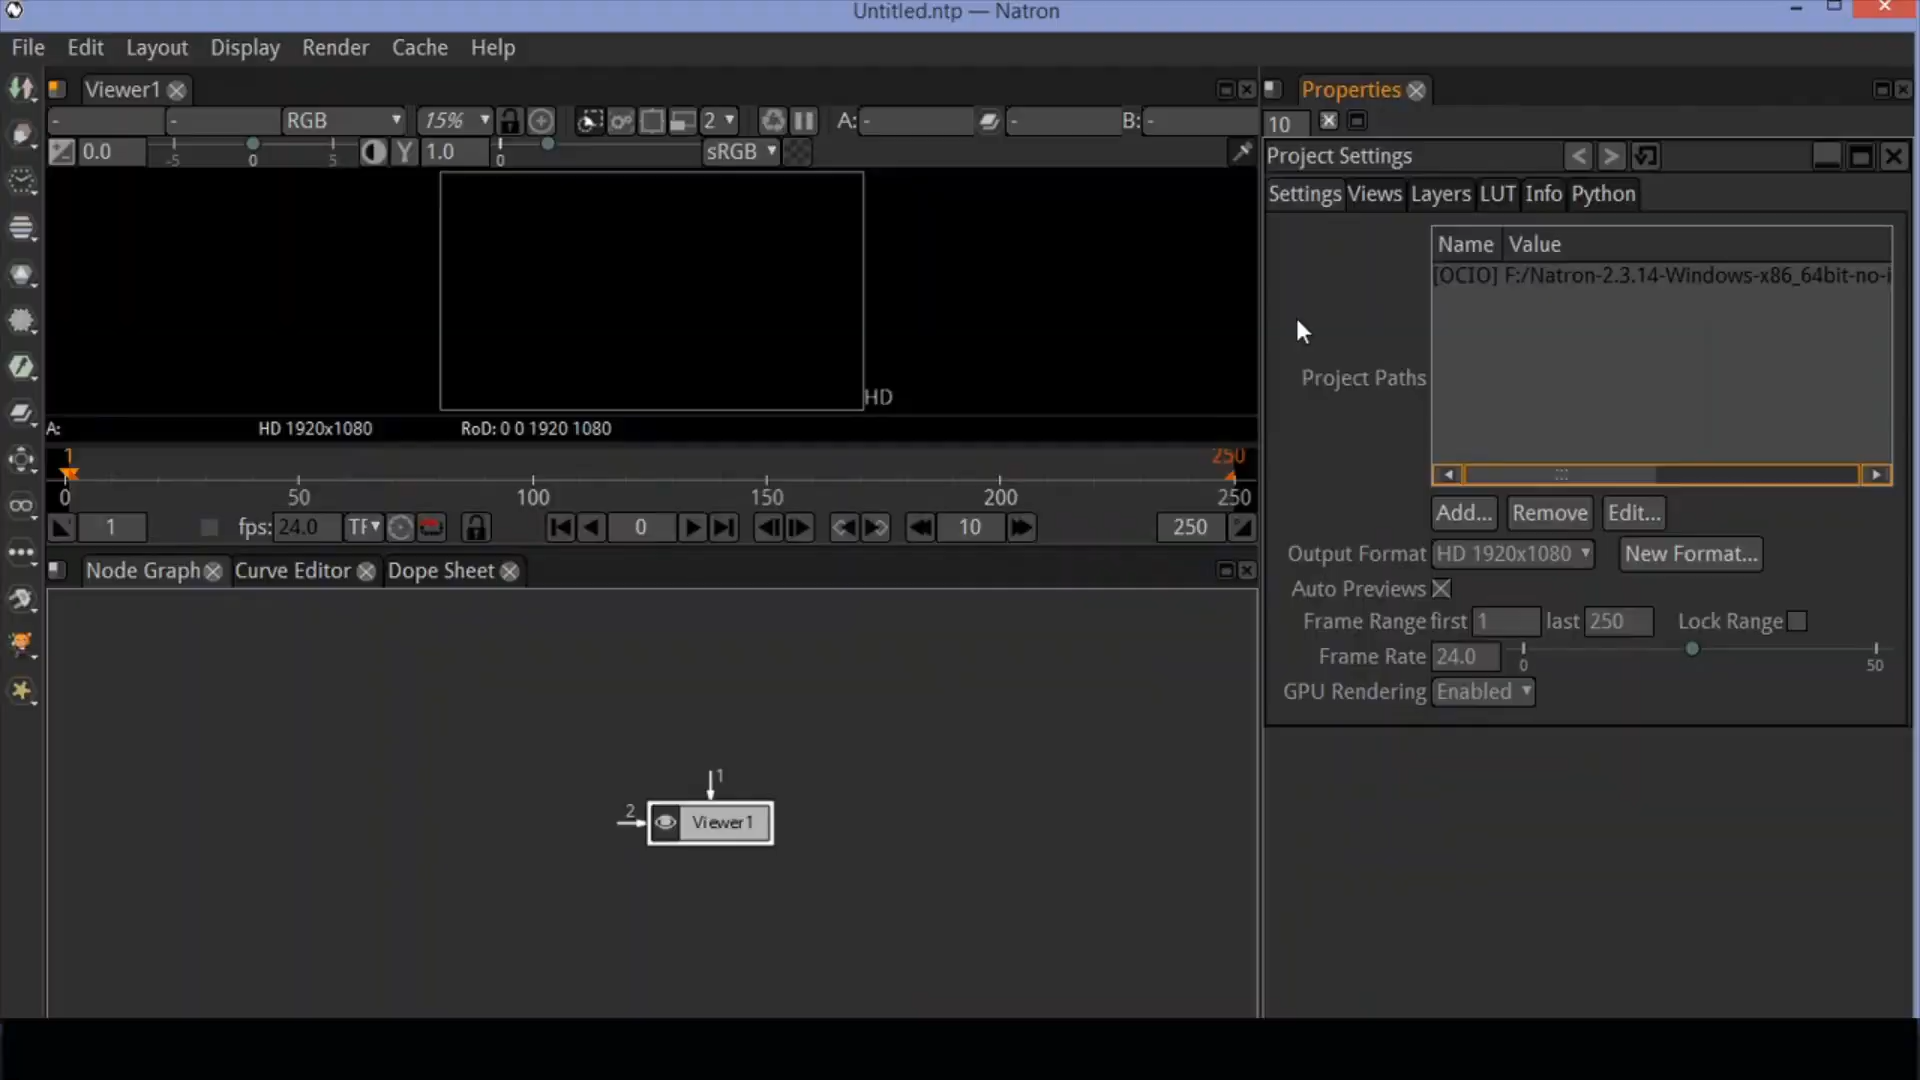 Untitled.ntp — Natron
File Edit Layout Display Render Cache Help
Viewer1
Properties
- - RGB 15% 2 A: - - B: -
10
0.0 -5 0 5 Y 1.0 0 sRGB
Project Settings < >
Settings Views Layers LUT Info Python
Name Value
[OCIO] F:/Natron-2.3.14-Windows-x86_64bit-no-i
Project Paths
HD
A: HD 1920x1080 RoD: 0 0 1920 1080
1 250
0 50 100 150 200 250
1 fps: 24.0 TF 0 10 250
Add... Remove Edit...
Output Format HD 1920x1080 New Format...
Node Graph Curve Editor Dope Sheet
Auto Previews
Frame Range first 1 last 250 Lock Range
Frame Rate 24.0 0 50
GPU Rendering Enabled
1
2
Viewer1